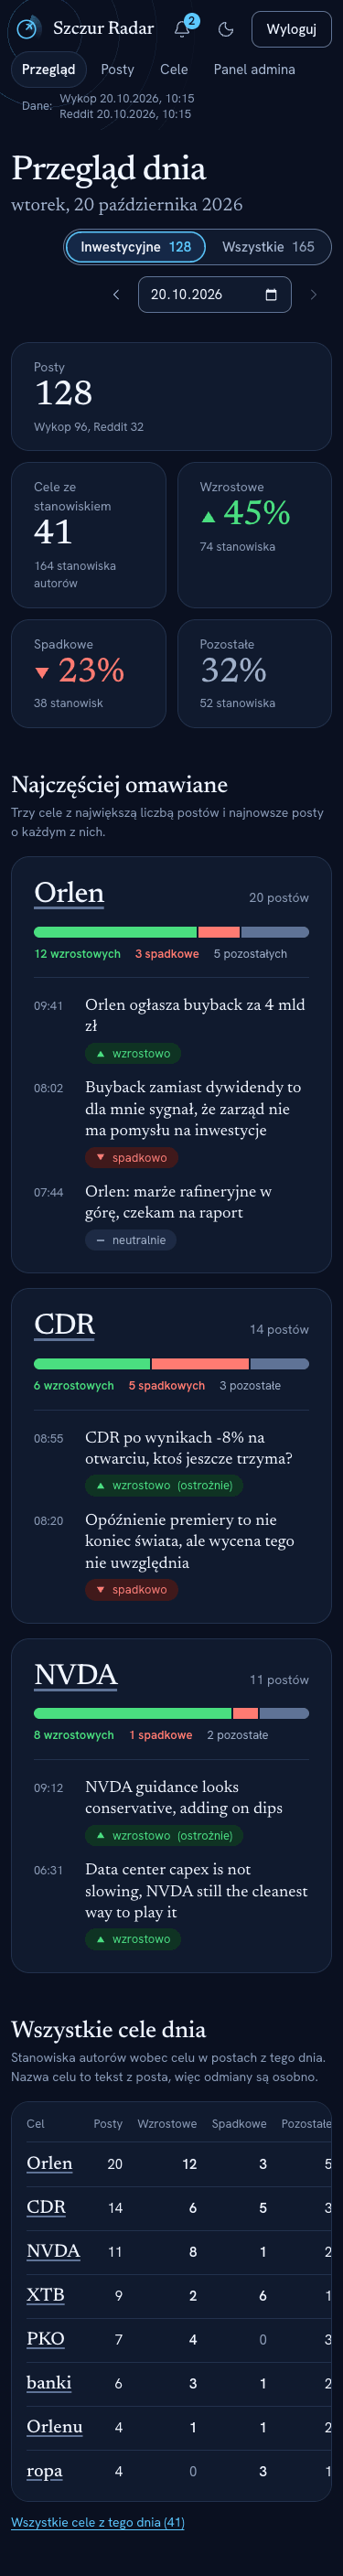 Szczur Radar
2
Wyloguj
Przegląd Posty Cele Panel admina
Dane: Wykop 20.10.2026, 10:15
Reddit 20.10.2026, 10:15
Przegląd dnia
wtorek, 20 października 2026
Inwestycyjne 128 Wszystkie 165
20.10.2026
Posty
128
Wykop 96, Reddit 32
Cele ze
stanowiskiem
41
164 stanowiska
autorów
Wzrostowe
▲ 45%
74 stanowiska
Spadkowe
▼ 23%
38 stanowisk
Pozostałe
32%
52 stanowiska
Najczęściej omawiane
Trzy cele z największą liczbą postów i najnowsze posty
o każdym z nich.
Orlen 20 postów
12 wzrostowych 3 spadkowe 5 pozostałych
09:41 Orlen ogłasza buyback za 4 mld
zł
▲ wzrostowo
08:02 Buyback zamiast dywidendy to
dla mnie sygnał, że zarząd nie
ma pomysłu na inwestycje
▼ spadkowo
07:44 Orlen: marże rafineryjne w
górę, czekam na raport
– neutralnie
CDR 14 postów
6 wzrostowych 5 spadkowych 3 pozostałe
08:55 CDR po wynikach -8% na
otwarciu, ktoś jeszcze trzyma?
▲ wzrostowo (ostrożnie)
08:20 Opóźnienie premiery to nie
koniec świata, ale wycena tego
nie uwzględnia
▼ spadkowo
NVDA 11 postów
8 wzrostowych 1 spadkowe 2 pozostałe
09:12 NVDA guidance looks
conservative, adding on dips
▲ wzrostowo (ostrożnie)
06:31 Data center capex is not
slowing, NVDA still the cleanest
way to play it
▲ wzrostowo
Wszystkie cele dnia
Stanowiska autorów wobec celu w postach z tego dnia.
Nazwa celu to tekst z posta, więc odmiany są osobno.
Cel Posty Wzrostowe Spadkowe Pozostałe
Orlen 20 12 3 5
CDR 14 6 5 3
NVDA 11 8 1 2
XTB 9 2 6 1
PKO 7 4 0 3
banki 6 3 1 2
Orlenu 4 1 1 2
ropa 4 0 3 1
Wszystkie cele z tego dnia (41)